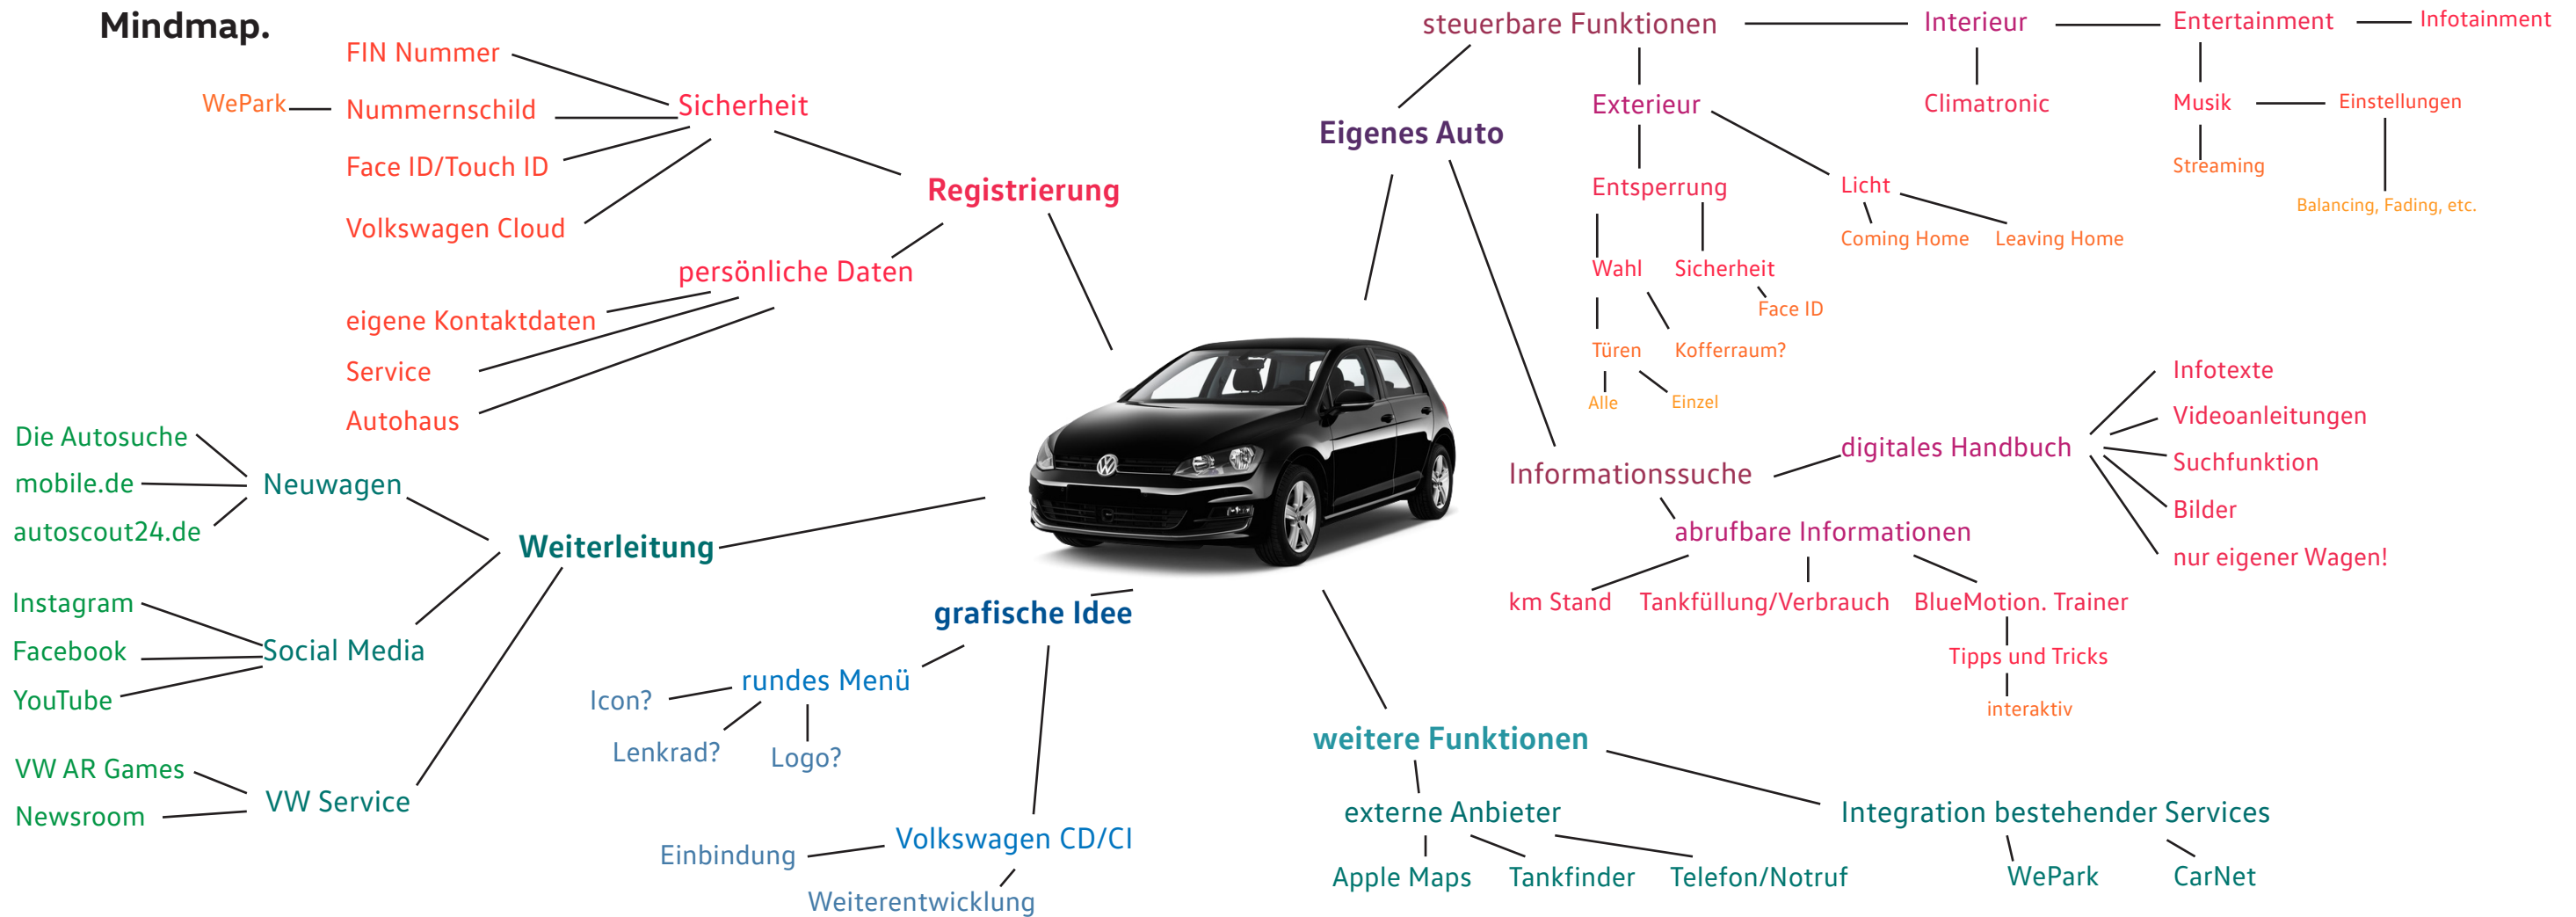 Mindmap.
FIN Nummer
WePark
Nummernschild
Sicherheit
Face ID/Touch ID
Volkswagen Cloud
Registrierung
persönliche Daten
eigene Kontaktdaten
Service
Autohaus
Die Autosuche
mobile.de
Neuwagen
autoscout24.de
Weiterleitung
Instagram
Facebook
Social Media
YouTube
VW AR Games
VW Service
Newsroom
grafische Idee
rundes Menü
Icon?
Lenkrad?
Logo?
Volkswagen CD/CI
Einbindung
Weiterentwicklung
Eigenes Auto
steuerbare Funktionen
Interieur
Entertainment
Infotainment
Exterieur
Climatronic
Musik
Einstellungen
Streaming
Balancing, Fading, etc.
Entsperrung
Licht
Coming Home
Leaving Home
Wahl
Sicherheit
Face ID
Türen
Kofferraum?
Alle
Einzel
Informationssuche
digitales Handbuch
Infotexte
Videoanleitungen
Suchfunktion
Bilder
nur eigener Wagen!
abrufbare Informationen
km Stand
Tankfüllung/Verbrauch
BlueMotion. Trainer
Tipps und Tricks
interaktiv
weitere Funktionen
externe Anbieter
Integration bestehender Services
Apple Maps
Tankfinder
Telefon/Notruf
WePark
CarNet